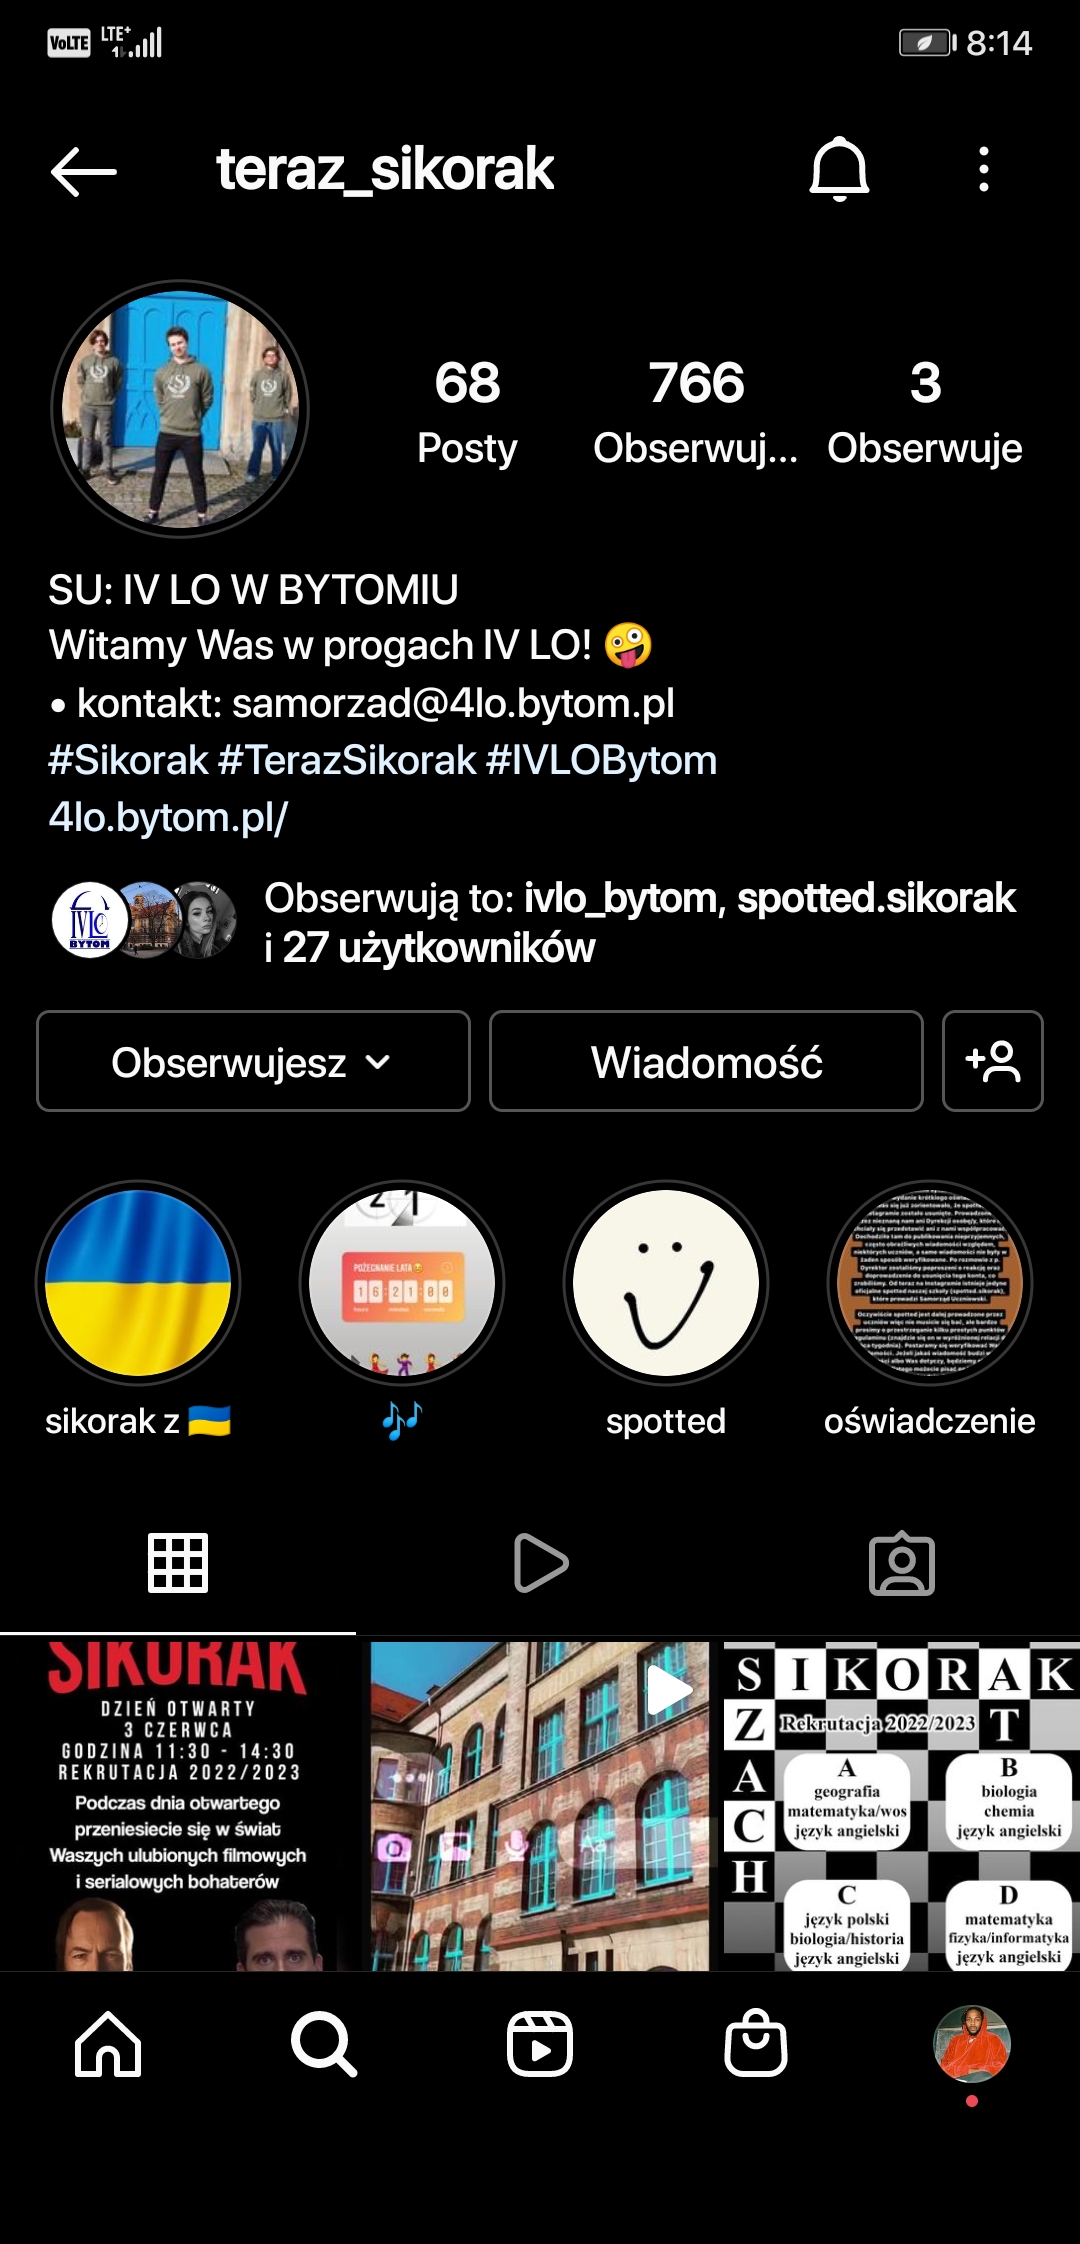 VoLTE LTE+ 8:14
teraz_sikorak
68 766 3
Posty Obserwuj... Obserwuje
SU: IV LO W BYTOMIU
Witamy Was w progach IV LO! 🤪
• kontakt: samorzad@4lo.bytom.pl
#Sikorak #TerazSikorak #IVLOBytom
4lo.bytom.pl/
IVLO
BYTOM
Obserwują to: ivlo_bytom, spotted.sikorak
i 27 użytkowników
Obserwujesz Wiadomość
21
POŻEGNANIE LATA
16:21:00
sikorak z 🇺🇦 🎶 spotted oświadczenie
SIKORAK
DZIEŃ OTWARTY
3 CZERWCA
GODZINA 11:30 - 14:30
REKRUTACJA 2022/2023
Podczas dnia otwartego
przeniesiecie się w świat
Waszych ulubionych filmowych
i serialowych bohaterów
Aa
SIKORAK
Z Rekrutacja 2022/2023 T
A
C
H
A
geografia
matematyka/wos
język angielski
B
biologia
chemia
język angielski
C
język polski
biologia/historia
język angielski
D
matematyka
fizyka/informatyka
język angielski